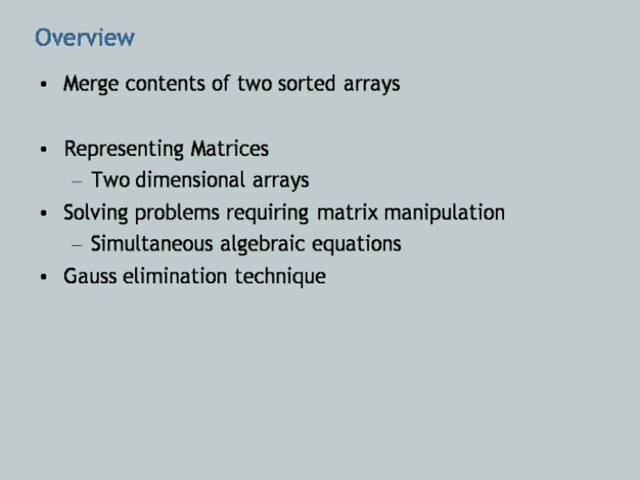 Overview
• Merge contents of two sorted arrays
• Representing Matrices
– Two dimensional arrays
• Solving problems requiring matrix manipulation
– Simultaneous algebraic equations
• Gauss elimination technique